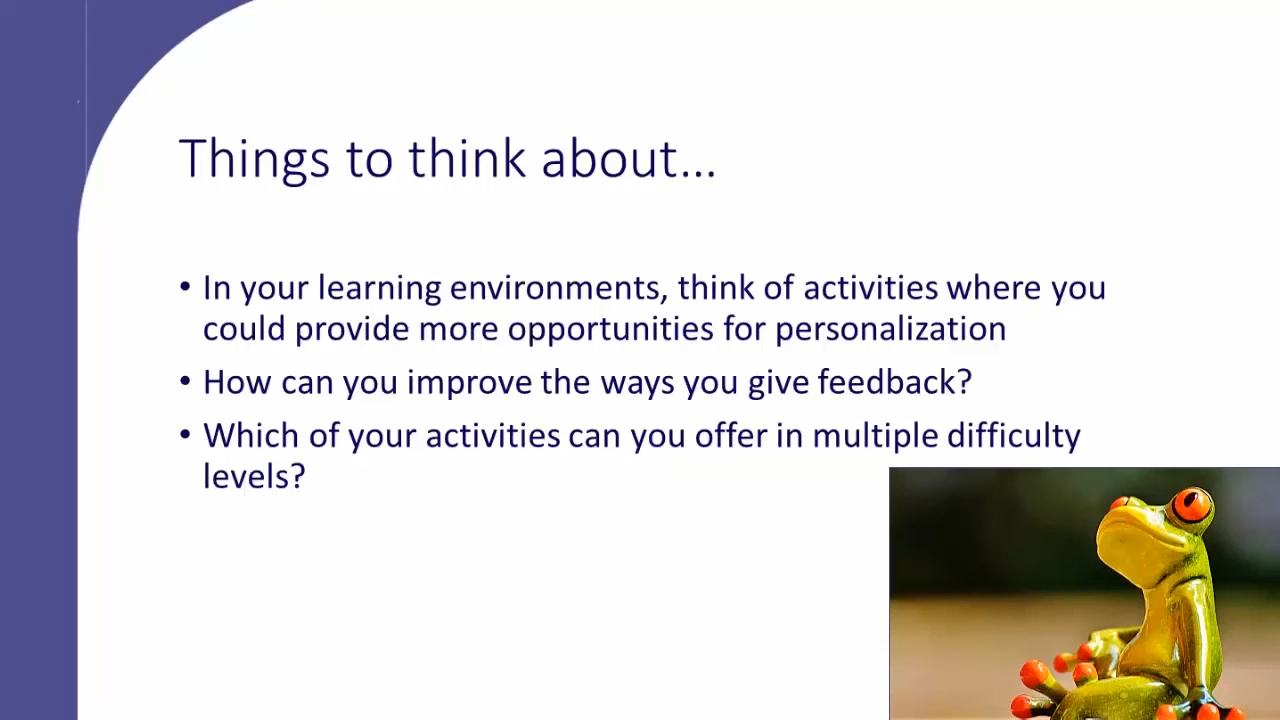 Things to think about...
• In your learning environments, think of activities where you
could provide more opportunities for personalization
• How can you improve the ways you give feedback?
• Which of your activities can you offer in multiple difficulty
levels?